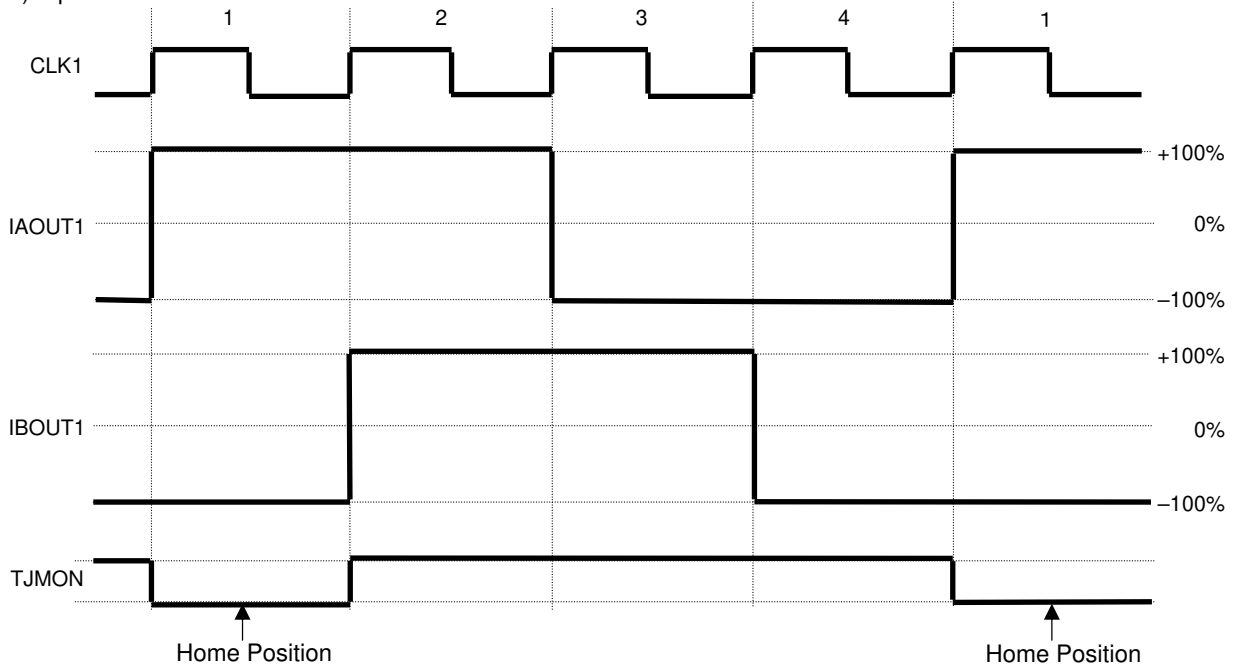 1 2 3 4 1
CLK1
+100%
IAOUT1
0%
–100%
+100%
IBOUT1
0%
–100%
TJMON
Home Position Home Position